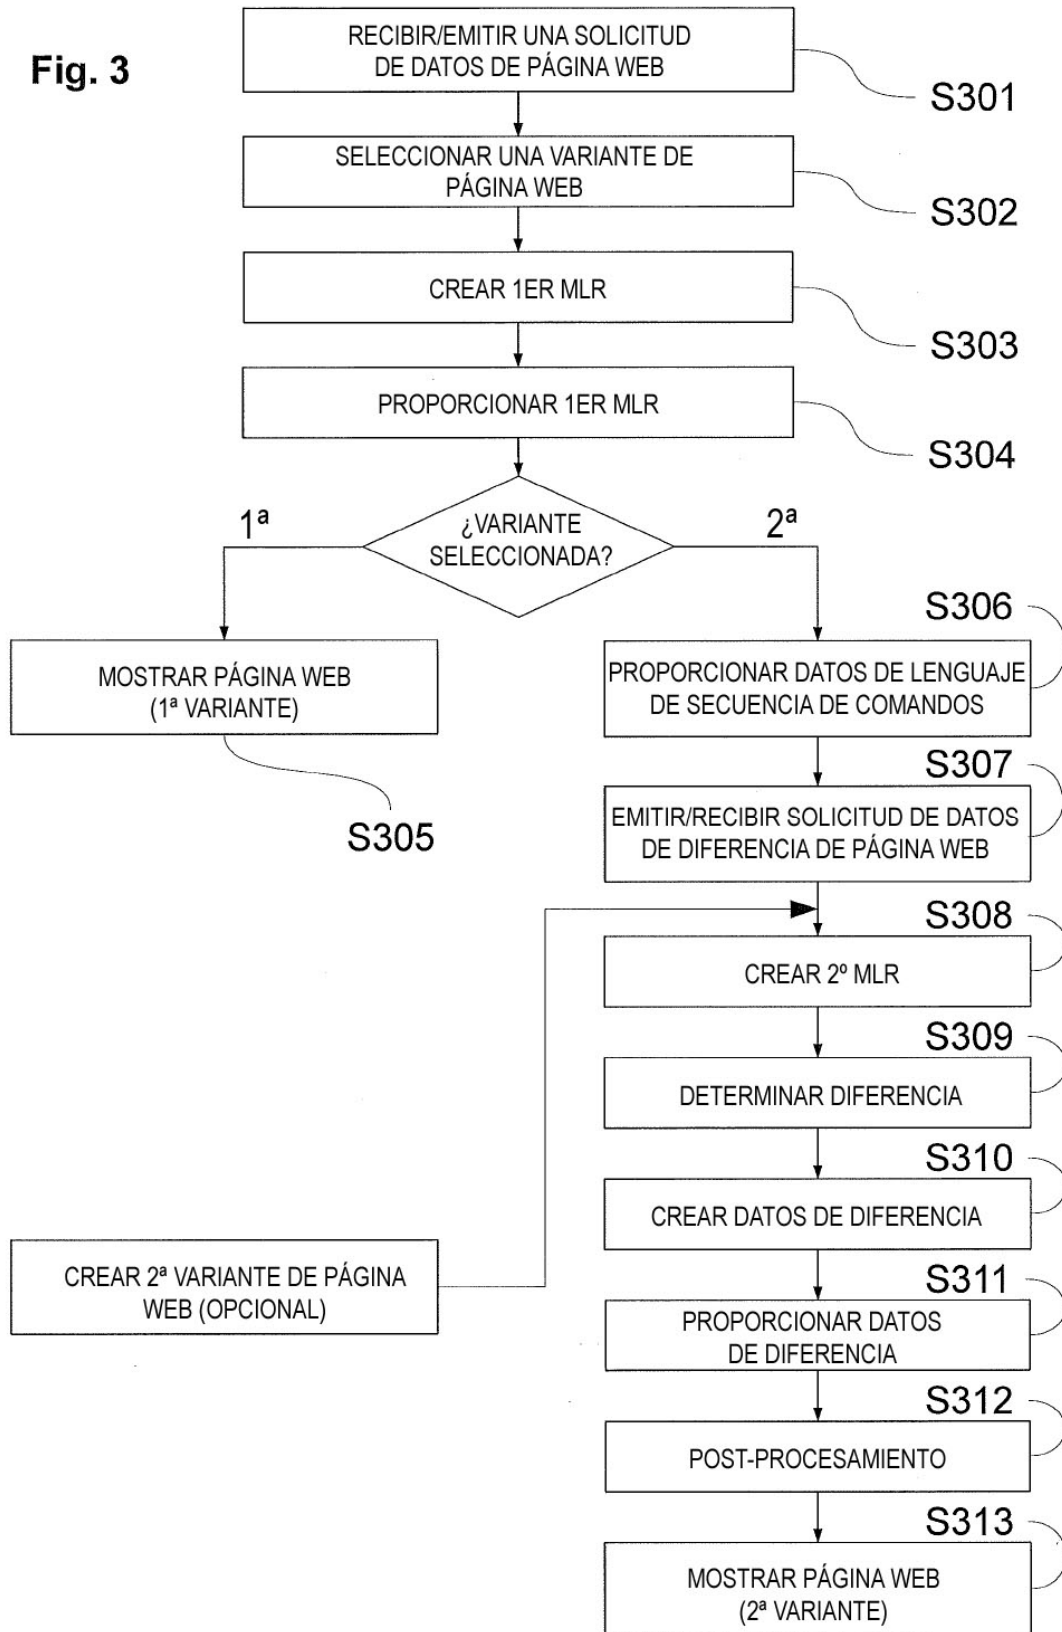 Fig. 3
RECIBIR/EMITIR UNA SOLICITUD
DE DATOS DE PÁGINA WEB
S301
SELECCIONAR UNA VARIANTE DE
PÁGINA WEB
S302
CREAR 1ER MLR
S303
PROPORCIONAR 1ER MLR
S304
¿VARIANTE
SELECCIONADA?
1ª
2ª
MOSTRAR PÁGINA WEB
(1ª VARIANTE)
S305
S306
PROPORCIONAR DATOS DE LENGUAJE
DE SECUENCIA DE COMANDOS
S307
EMITIR/RECIBIR SOLICITUD DE DATOS
DE DIFERENCIA DE PÁGINA WEB
S308
CREAR 2º MLR
S309
DETERMINAR DIFERENCIA
S310
CREAR DATOS DE DIFERENCIA
CREAR 2ª VARIANTE DE PÁGINA
WEB (OPCIONAL)
S311
PROPORCIONAR DATOS
DE DIFERENCIA
S312
POST-PROCESAMIENTO
S313
MOSTRAR PÁGINA WEB
(2ª VARIANTE)